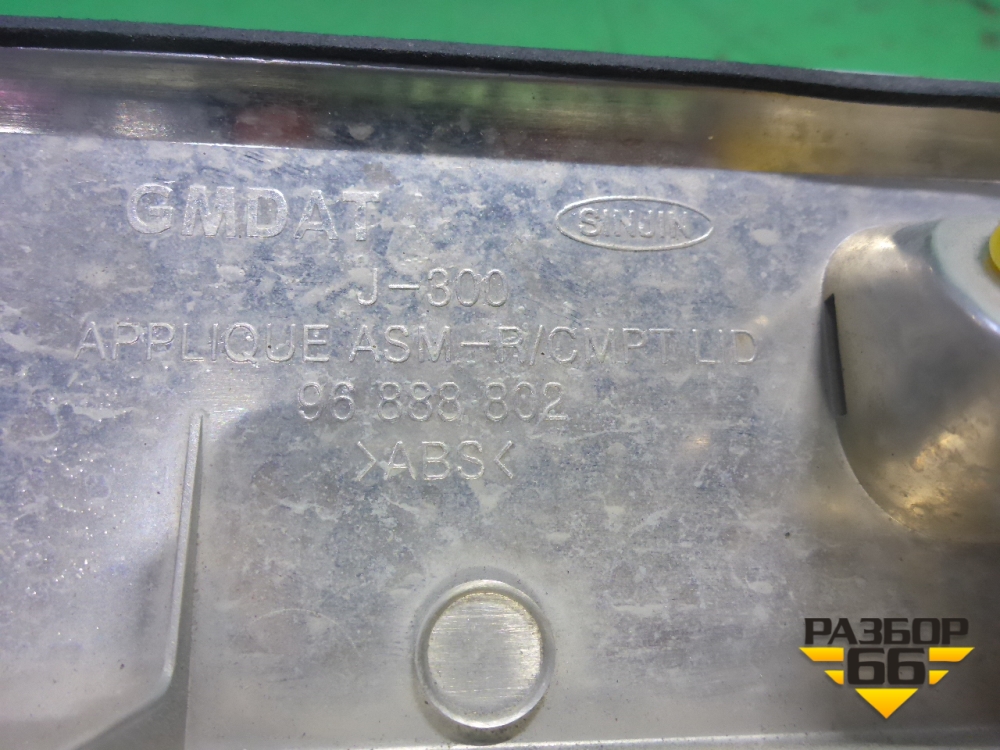 GMDAT
SINJIN
J-300
APPLIQUE ASM-R/CMPT LID
96 888 802
>ABS<
РАЗБОР
66